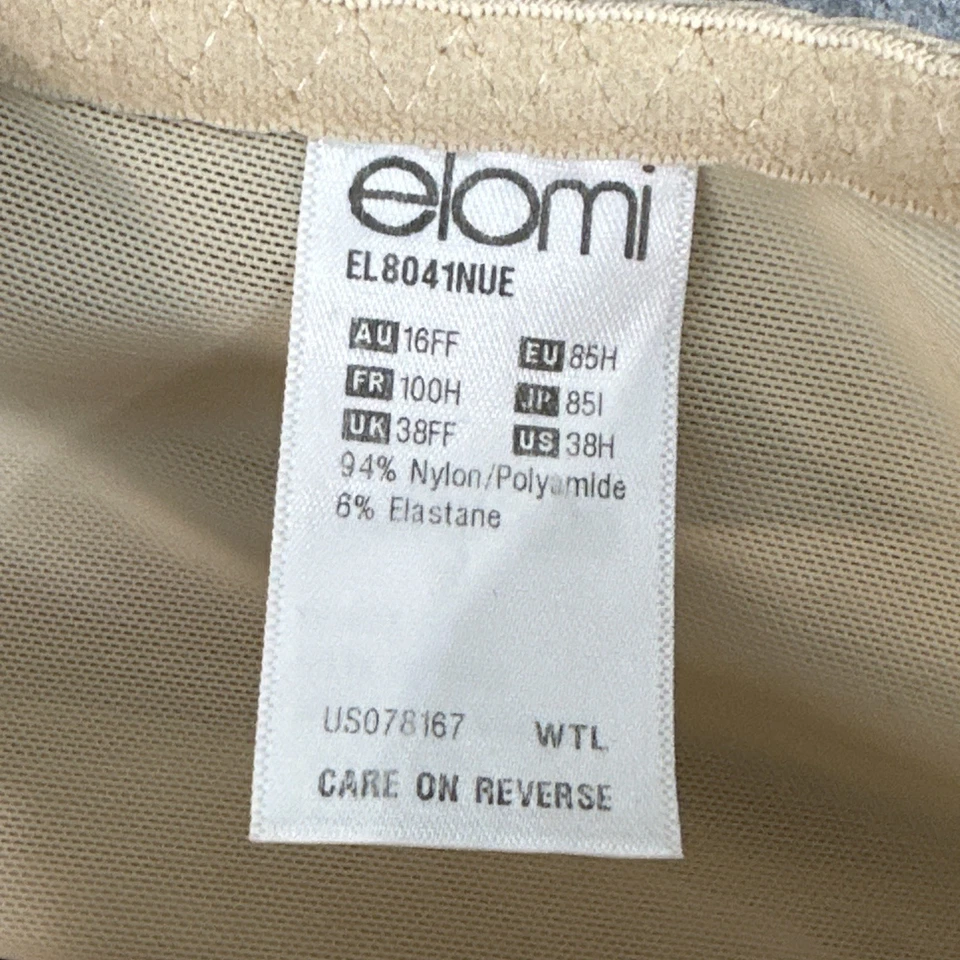 elomi
EL8041NUE
AU 16FF EU 85H
FR 100H JP 85I
UK 38FF US 38H
94% Nylon/Polyamide
6% Elastane
US078167 WTL
CARE ON REVERSE